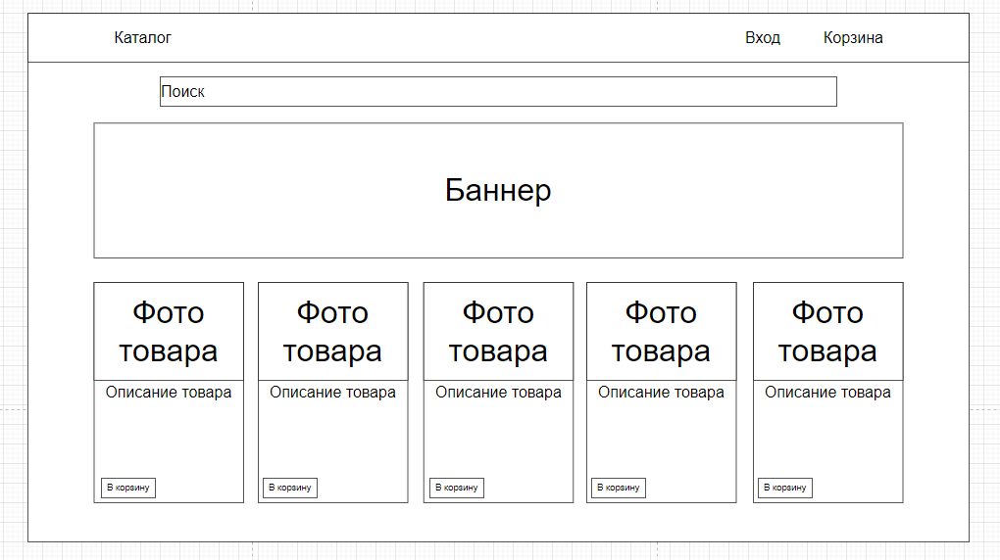 Каталог
Вход
Корзина
Поиск
Баннер
Фото
товара
Описание товара
В корзину
Фото
товара
Описание товара
В корзину
Фото
товара
Описание товара
В корзину
Фото
товара
Описание товара
В корзину
Фото
товара
Описание товара
В корзину